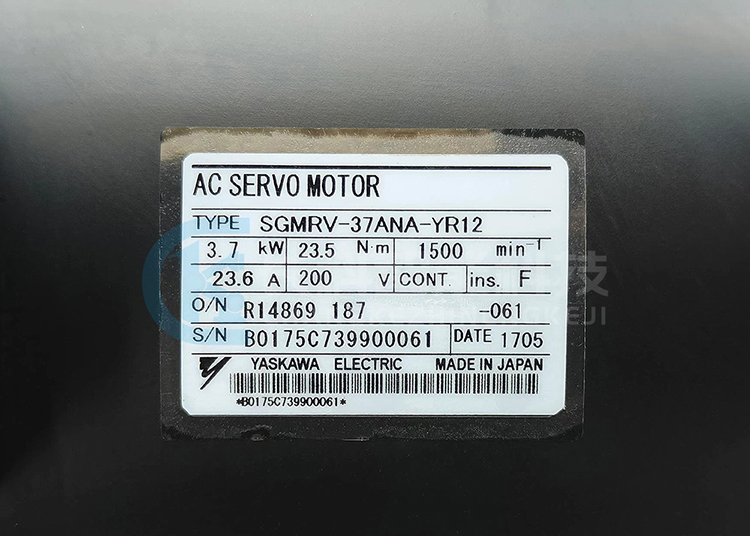 AC SERVO MOTOR
TYPE SGMRV-37ANA-YR12
3.7 kW 23.5 N·m 1500 min⁻¹
23.6 A 200 V CONT. ins. F
O/N R14869 187 -061
S/N B0175C739900061 DATE 1705
YASKAWA ELECTRIC MADE IN JAPAN
*B0175C739900061*